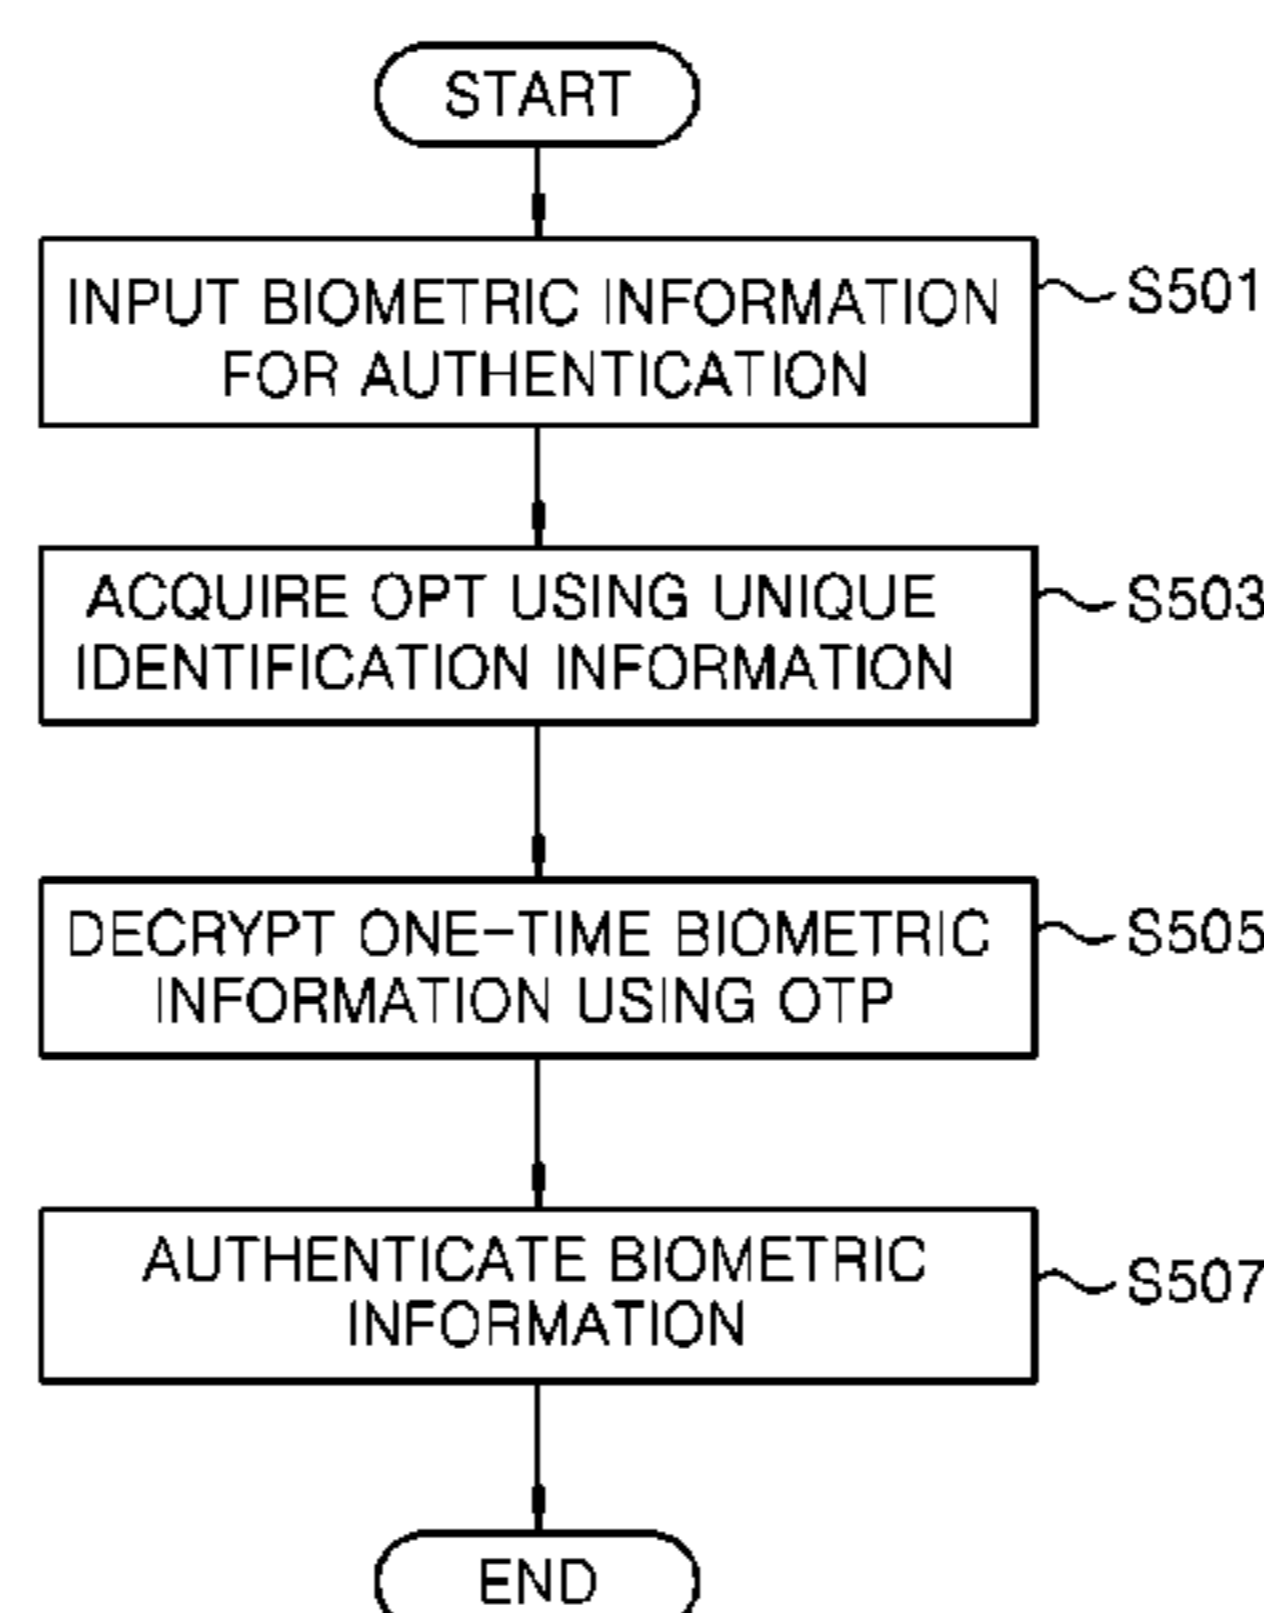 START
INPUT BIOMETRIC INFORMATION
FOR AUTHENTICATION
S501
ACQUIRE OPT USING UNIQUE
IDENTIFICATION INFORMATION
S503
DECRYPT ONE-TIME BIOMETRIC
INFORMATION USING OTP
S505
AUTHENTICATE BIOMETRIC
INFORMATION
S507
END